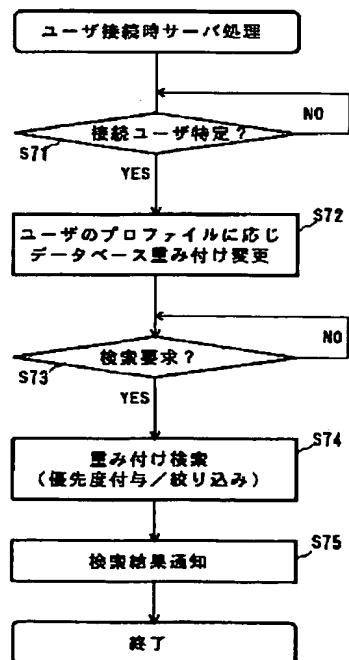 ユーザ接続時サーバ処理
NO
接続ユーザ特定？
S71
YES
S72
ユーザのプロファイルに応じ
データベース重み付け変更
NO
検索要求？
S73
YES
S74
重み付け検索
(優先度付与／絞り込み)
S75
検索結果通知
終了